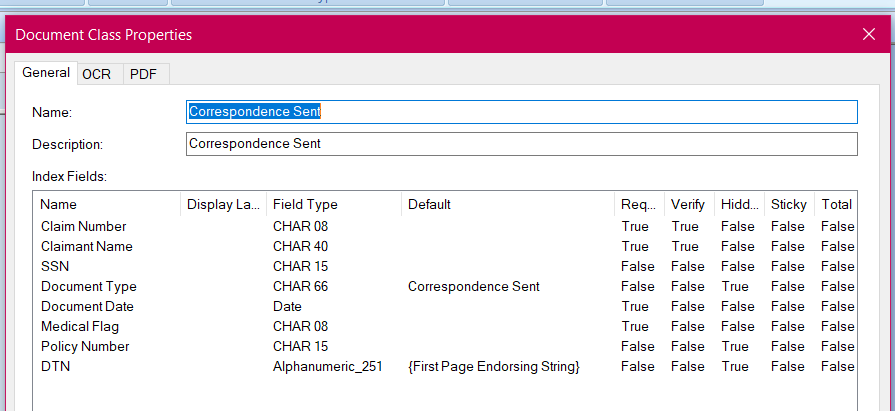 Document Class Properties
General OCR PDF
Name: Correspondence Sent
Description: Correspondence Sent
Index Fields:
Name Display La... Field Type Default Req... Verify Hidd... Sticky Total
Claim Number CHAR 08 True True False False False
Claimant Name CHAR 40 True True False False False
SSN CHAR 15 False False False False False
Document Type CHAR 66 Correspondence Sent False False True False False
Document Date Date True False False False False
Medical Flag CHAR 08 True False False False False
Policy Number CHAR 15 False False True False False
DTN Alphanumeric_251 {First Page Endorsing String} False False True False False